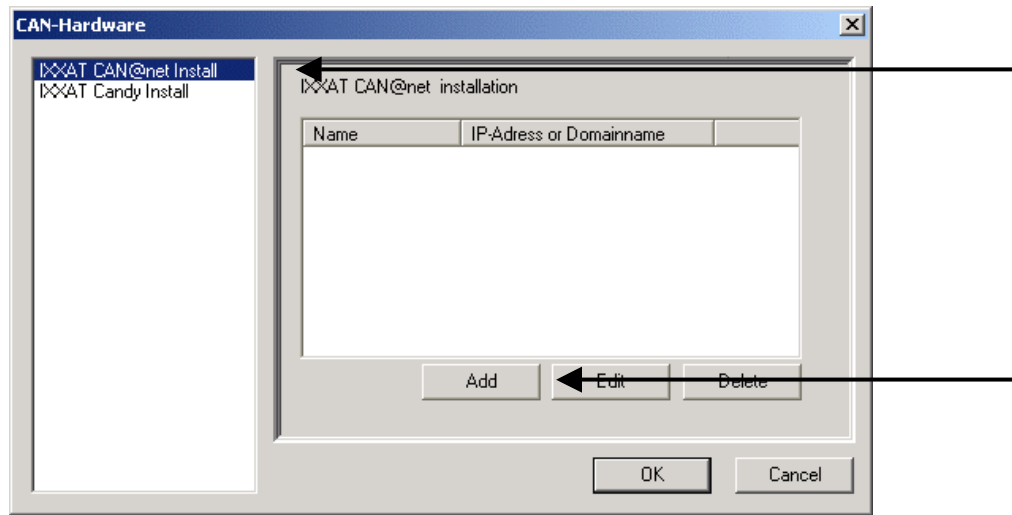 CAN-Hardware
IXXAT CAN@net Install
IXXAT Candy Install
IXXAT CAN@net installation
Name IP-Adress or Domainname
Add Edit Delete
OK Cancel